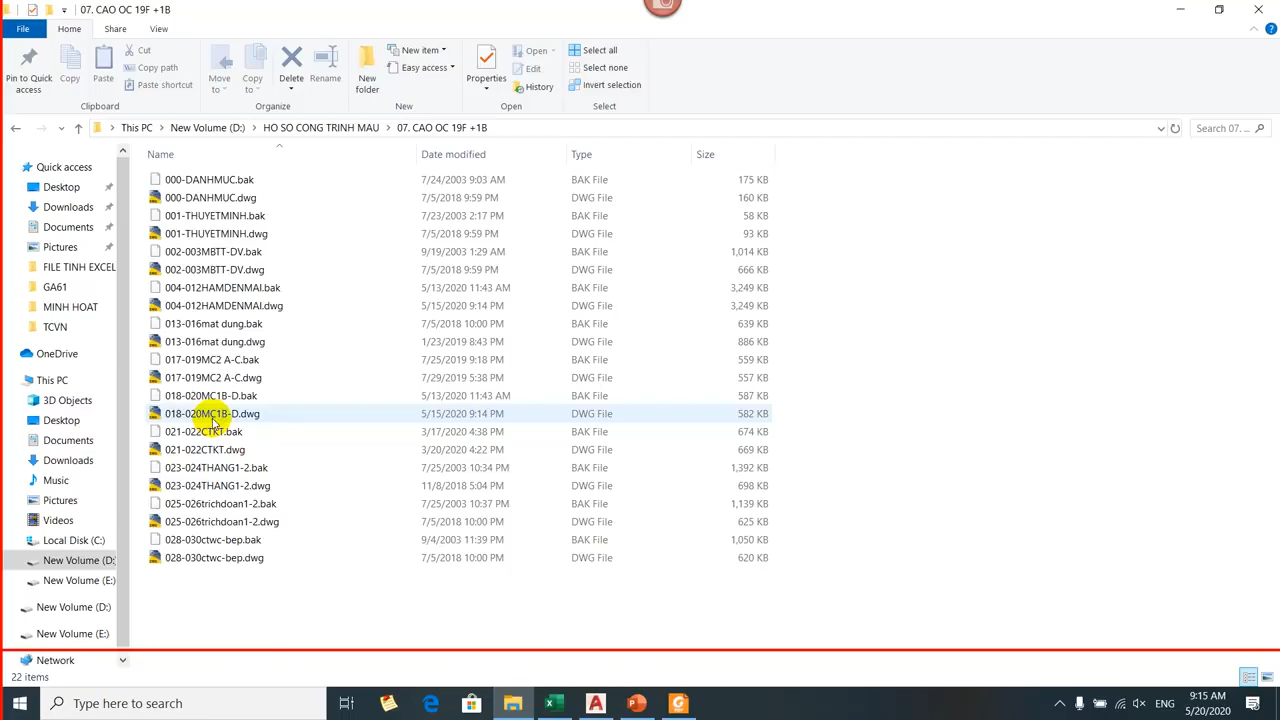 07. CAO OC 19F +1B
File Home Share View
Pin to Quick access
Copy
Paste
Cut
Copy path
Paste shortcut
Clipboard
Move to
Copy to
Delete
Rename
Organize
New folder
New item
Easy access
New
Properties
Open
Edit
History
Open
Select all
Select none
Invert selection
Select
This PC > New Volume (D:) > HO SO CONG TRINH MAU > 07. CAO OC 19F +1B
Search 07. ...
Name Date modified Type Size
000-DANHMUC.bak 7/24/2003 9:03 AM BAK File 175 KB
000-DANHMUC.dwg 7/5/2018 9:59 PM DWG File 160 KB
001-THUYETMINH.bak 7/23/2003 2:17 PM BAK File 58 KB
001-THUYETMINH.dwg 7/5/2018 9:59 PM DWG File 93 KB
002-003MBTT-DV.bak 9/19/2003 1:29 AM BAK File 1,014 KB
002-003MBTT-DV.dwg 7/5/2018 9:59 PM DWG File 666 KB
004-012HAMDENMAI.bak 5/13/2020 11:43 AM BAK File 3,249 KB
004-012HAMDENMAI.dwg 5/15/2020 9:14 PM DWG File 3,249 KB
013-016mat dung.bak 7/5/2018 10:00 PM BAK File 639 KB
013-016mat dung.dwg 1/23/2019 8:43 PM DWG File 886 KB
017-019MC2 A-C.bak 7/25/2019 9:18 PM BAK File 559 KB
017-019MC2 A-C.dwg 7/29/2019 5:38 PM DWG File 557 KB
018-020MC1B-D.bak 5/13/2020 11:43 AM BAK File 587 KB
018-020MC1B-D.dwg 5/15/2020 9:14 PM DWG File 582 KB
021-022CTKT.bak 3/17/2020 4:38 PM BAK File 674 KB
021-022CTKT.dwg 3/20/2020 4:22 PM DWG File 669 KB
023-024THANG1-2.bak 7/25/2003 10:34 PM BAK File 1,392 KB
023-024THANG1-2.dwg 11/8/2018 5:04 PM DWG File 698 KB
025-026trichdoan1-2.bak 7/25/2003 10:37 PM BAK File 1,139 KB
025-026trichdoan1-2.dwg 7/5/2018 10:00 PM DWG File 625 KB
028-030ctwc-bep.bak 9/4/2003 11:39 PM BAK File 1,050 KB
028-030ctwc-bep.dwg 7/5/2018 10:00 PM DWG File 620 KB
Quick access
Desktop
Downloads
Documents
Pictures
FILE TINH EXCEL
GA61
MINH HOAT
TCVN
OneDrive
This PC
3D Objects
Desktop
Documents
Downloads
Music
Pictures
Videos
Local Disk (C:)
New Volume (D:
New Volume (E:)
New Volume (D:)
New Volume (E:)
Network
22 items
Type here to search
ENG
9:15 AM
5/20/2020